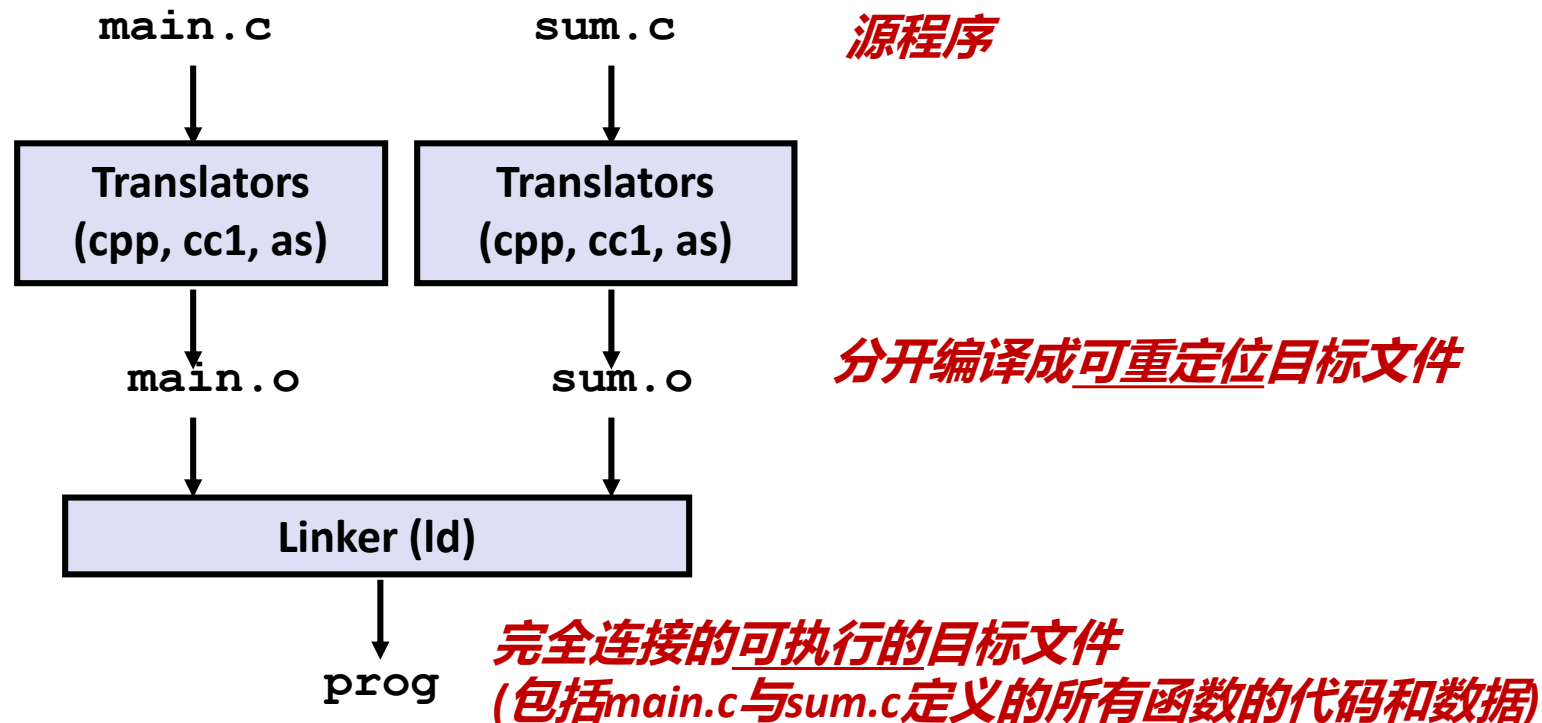 main.c
sum.c
源程序
Translators
(cpp, cc1, as)
Translators
(cpp, cc1, as)
main.o
sum.o
分开编译成可重定位目标文件
Linker (ld)
prog
完全连接的可执行的目标文件
(包括main.c与sum.c定义的所有函数的代码和数据)